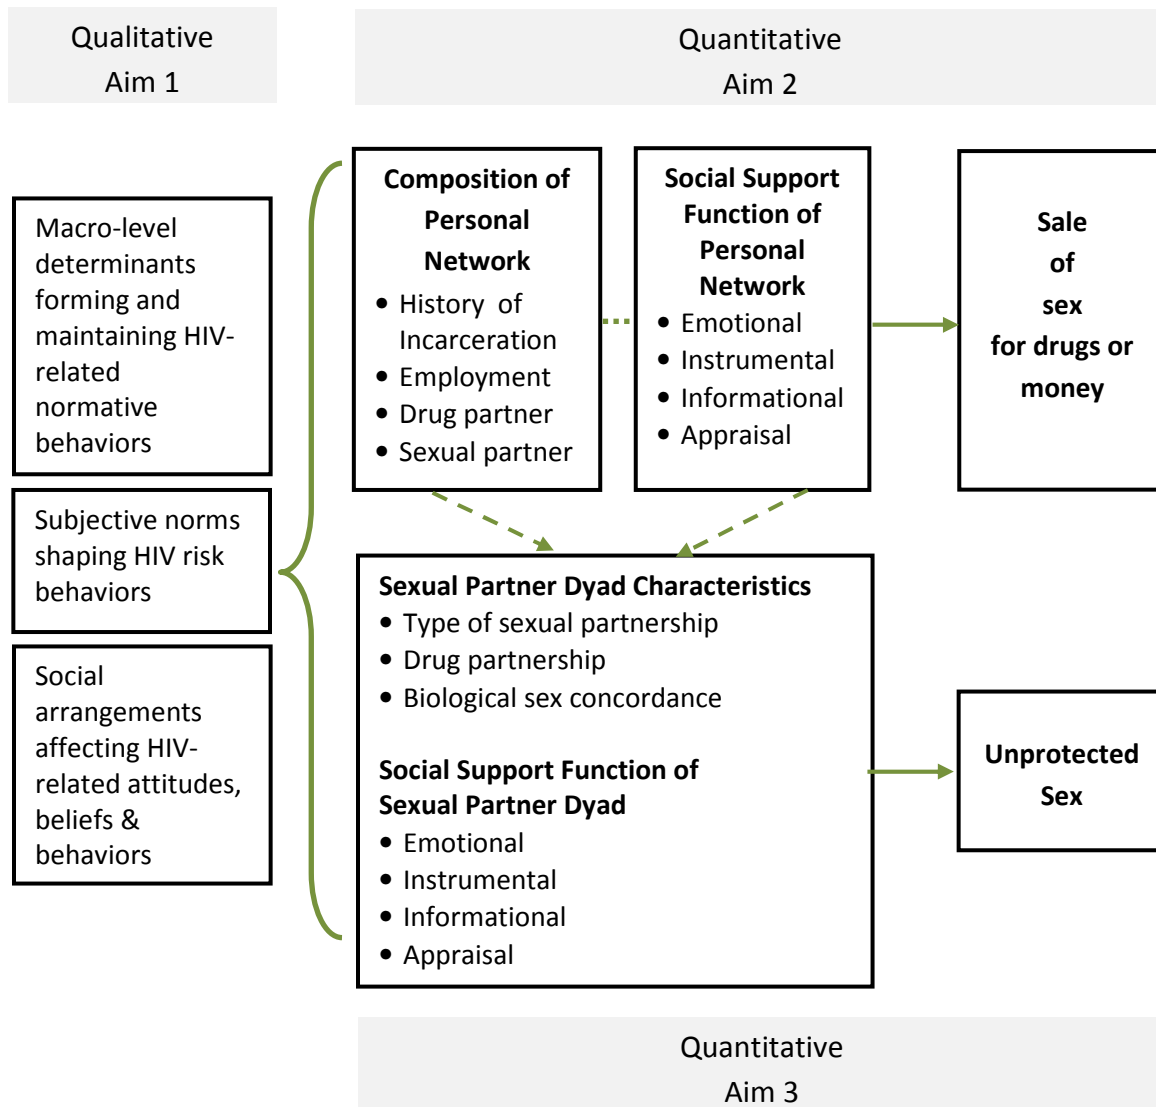 Qualitative
Aim 1
Quantitative
Aim 2
Macro-level
determinants
forming and
maintaining HIV-
related
normative
behaviors
Subjective norms
shaping HIV risk
behaviors
Social
arrangements
affecting HIV-
related attitudes,
beliefs &
behaviors
Composition of
Personal
Network
• History of
Incarceration
• Employment
• Drug partner
• Sexual partner
Social Support
Function of
Personal
Network
• Emotional
• Instrumental
• Informational
• Appraisal
Sale
of
sex
for drugs or
money
Sexual Partner Dyad Characteristics
• Type of sexual partnership
• Drug partnership
• Biological sex concordance
Social Support Function of
Sexual Partner Dyad
• Emotional
• Instrumental
• Informational
• Appraisal
Unprotected
Sex
Quantitative
Aim 3